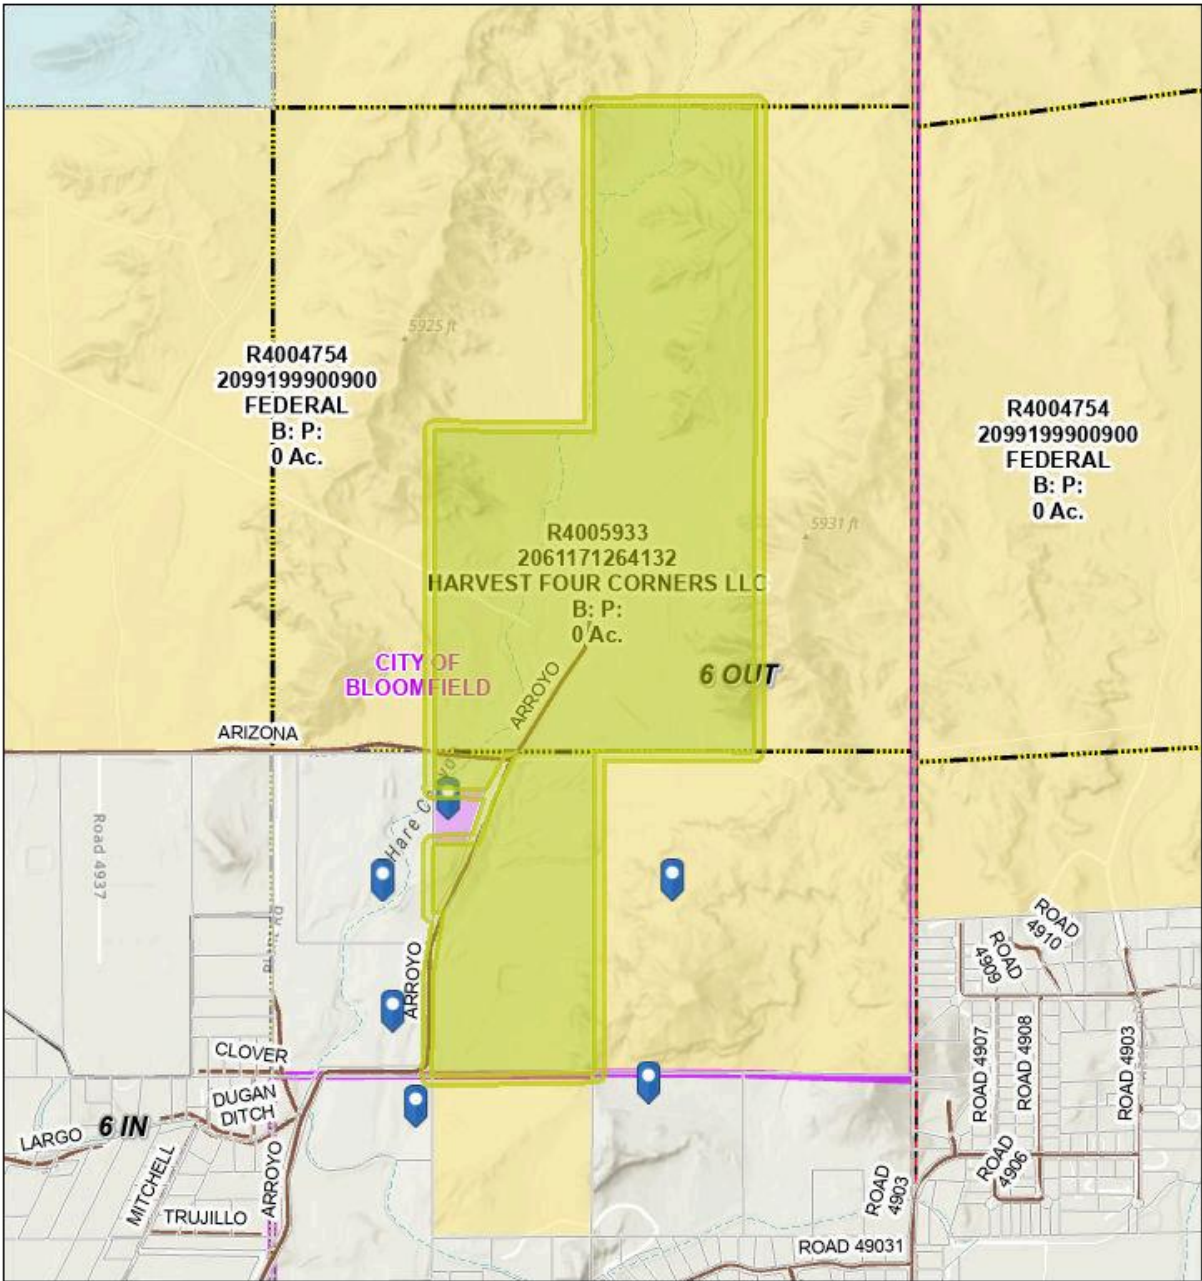 5925 ft
R4004754
2099199900900
FEDERAL
B: P:
0 Ac.
R4004754
2099199900900
FEDERAL
B: P:
0 Ac.
5931 ft
R4005933
2061171264132
HARVEST FOUR CORNERS LLC
B: P:
0 Ac.
CITY OF
BLOOMFIELD
6 OUT
ARROYO
ARIZONA
Hare
Road 4937
ARROYO
ROAD
4910
ROAD
4909
ROAD 4907
ROAD 4908
ROAD 4903
CLOVER
DUGAN
DITCH
6 IN
LARGO
MITCHELL
ARROYO
TRUJILLO
ROAD
4906
ROAD
4903
ROAD 49031